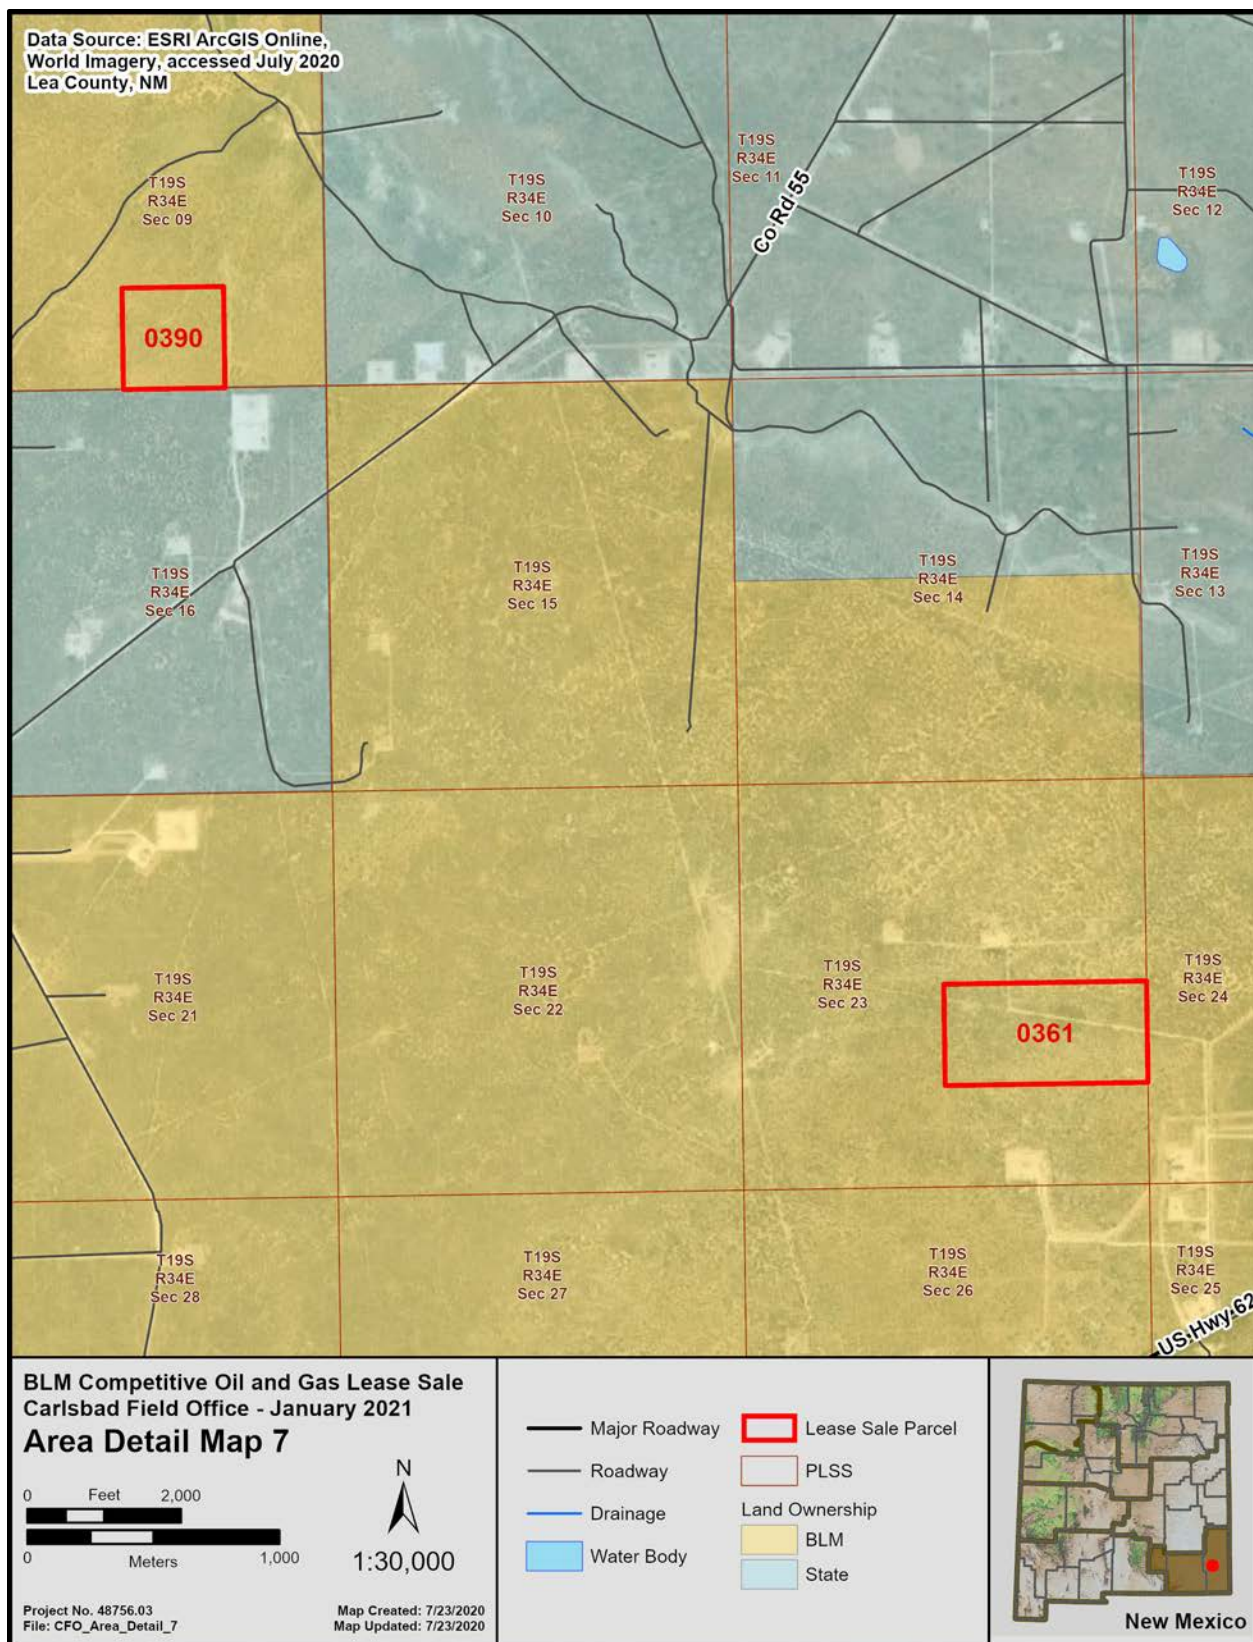 Data Source: ESRI ArcGIS Online,
World Imagery, accessed July 2020
Lea County, NM
T19S
R34E
Sec 09
T19S
R34E
Sec 10
T19S
R34E
Sec 11
T19S
R34E
Sec 12
Co Rd 55
0390
T19S
R34E
Sec 16
T19S
R34E
Sec 15
T19S
R34E
Sec 14
T19S
R34E
Sec 13
T19S
R34E
Sec 21
T19S
R34E
Sec 22
T19S
R34E
Sec 23
T19S
R34E
Sec 24
0361
T19S
R34E
Sec 28
T19S
R34E
Sec 27
T19S
R34E
Sec 26
T19S
R34E
Sec 25
US Hwy 62
BLM Competitive Oil and Gas Lease Sale
Carlsbad Field Office - January 2021
Area Detail Map 7
0 Feet 2,000
0 Meters 1,000
N
1:30,000
Project No. 48756.03
File: CFO_Area_Detail_7
Map Created: 7/23/2020
Map Updated: 7/23/2020
Major Roadway
Roadway
Drainage
Water Body
Lease Sale Parcel
PLSS
Land Ownership
BLM
State
New Mexico